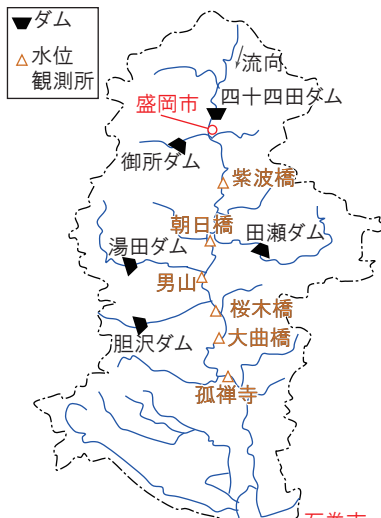 ダム
水位
観測所
流向
四十四田ダム
盛岡市
御所ダム
紫波橋
朝日橋
田瀬ダム
湯田ダム
男山
桜木橋
大曲橋
胆沢ダム
狐禅寺